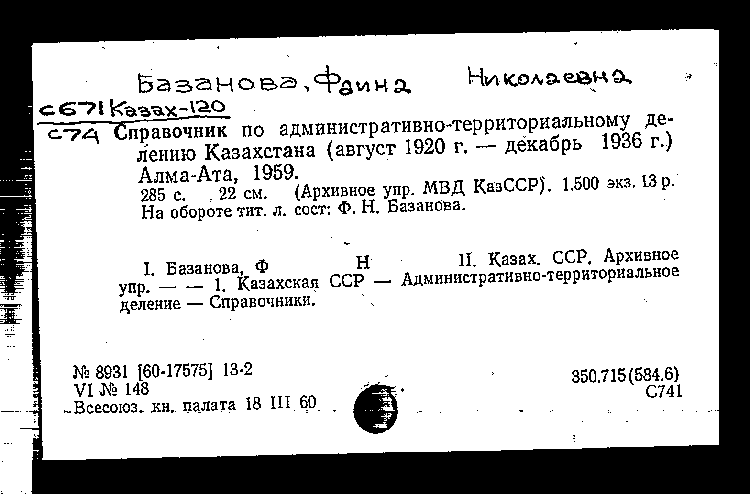 Базанова, Фаина Николаевна
С671 Казах-120
С74 Справочник по административно-территориальному де-
лению Казахстана (август 1920 г. — декабрь 1936 г.)
Алма-Ата, 1959.
285 с. 22 см. (Архивное упр. МВД КазССР). 1.500 экз. 13 р.
На обороте тит. л. сост: Ф. Н. Базанова.
I. Базанова, Ф Н II. Казах. ССР. Архивное
упр. — — 1. Казахская ССР — Административно-территориальное
деление — Справочники.
№ 8931 [60-17575] 13-2
VI № 148 350.715(584.6)
Всесоюз. кн. палата 18 III 60 С741